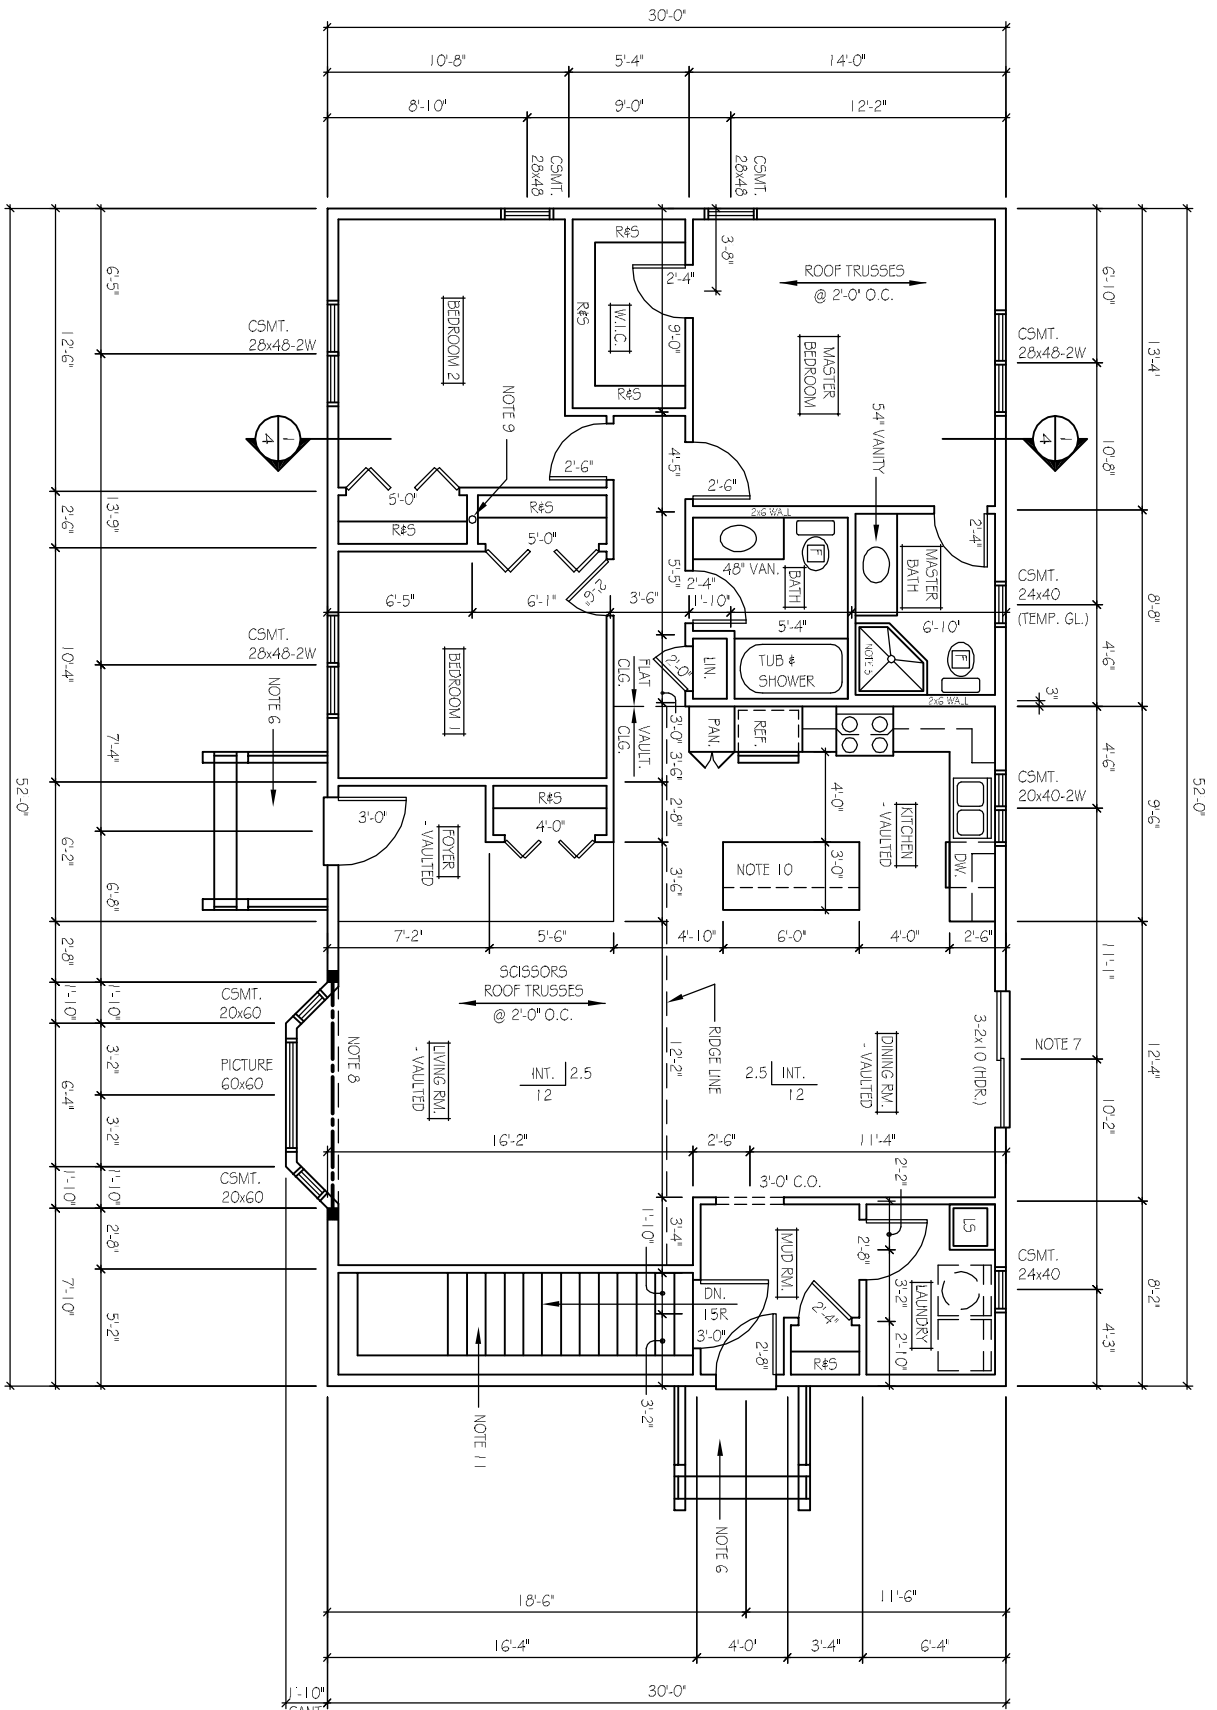 30'-0"
10'-8"
5'-4"
14'-0"
8'-10"
9'-0"
12'-2"
CSMT.
28x48
CSMT.
28x48
3'-8"
R&S
2'-4"
ROOF TRUSSES
@ 2'-0" O.C.
6'-5"
12'-6"
CSMT.
28x48-2W
BEDROOM 2
R&S
W.I.C.
9'-0"
MASTER
BEDROOM
CSMT.
28x48-2W
6'-10"
13'-4"
R&S
NOTE 9
54" VANITY
1
4
1
4
2'-6"
4'-5"
2'-6"
10'-8"
5'-0"
R&S
R&S
5'-0"
2'-6"
13'-9"
2x6 WALL
2'-4"
48" VAN.
BATH
MASTER
BATH
5'-5"
2'-4"
CSMT.
24x40
(TEMP. GL.)
8'-8"
2'-6"
6'-5"
6'-1"
3'-6"
1'-10"
5'-4"
6'-10"
CSMT.
28x48-2W
10'-4"
BEDROOM 1
FLAT
CLG.
2'-0"
LIN.
TUB &
SHOWER
NOTE 5
4'-6"
2x6 WALL
3"
NOTE 6
7'-4"
VAULT.
CLG.
3'-0"
3'-6"
PAN.
REF.
4'-6"
CSMT.
20x40-2W
9'-6"
52'-0"
52'-0"
R&S
4'-0"
3'-0"
2'-8"
4'-0"
KITCHEN
- VAULTED
FOYER
- VAULTED
6'-2"
6'-8"
3'-6"
NOTE 10
3'-0"
DW.
7'-2"
5'-6"
4'-10"
6'-0"
4'-0"
2'-6"
2'-8"
11'-1"
SCISSORS
ROOF TRUSSES
@ 2'-0" O.C.
CSMT.
20x60
1'-10"
1'-10"
NOTE 8
RIDGE LINE
3-2x10 (HDR.)
NOTE 7
12'-4"
PICTURE
60x60
3'-2"
6'-4"
LIVING RM.
- VAULTED
INT.
2.5
12
12'-2"
2.5
INT.
12
DINING RM.
- VAULTED
10'-2"
3'-2"
16'-2"
2'-6"
11'-4"
CSMT.
20x60
1'-10"
1'-10"
3'-0" C.O.
2'-2"
2'-8"
1'-10"
3'-4"
MUD RM.
2'-8"
LS
CSMT.
24x40
7'-10"
5'-2"
DN.
15R
3'-0"
3'-2"
2'-4"
LAUNDRY
8'-2"
4'-3"
2'-8"
R&S
2'-10"
3'-2"
NOTE 11
NOTE 6
18'-6"
11'-6"
16'-4"
4'-0"
3'-4"
6'-4"
1'-10"
CANT.
30'-0"